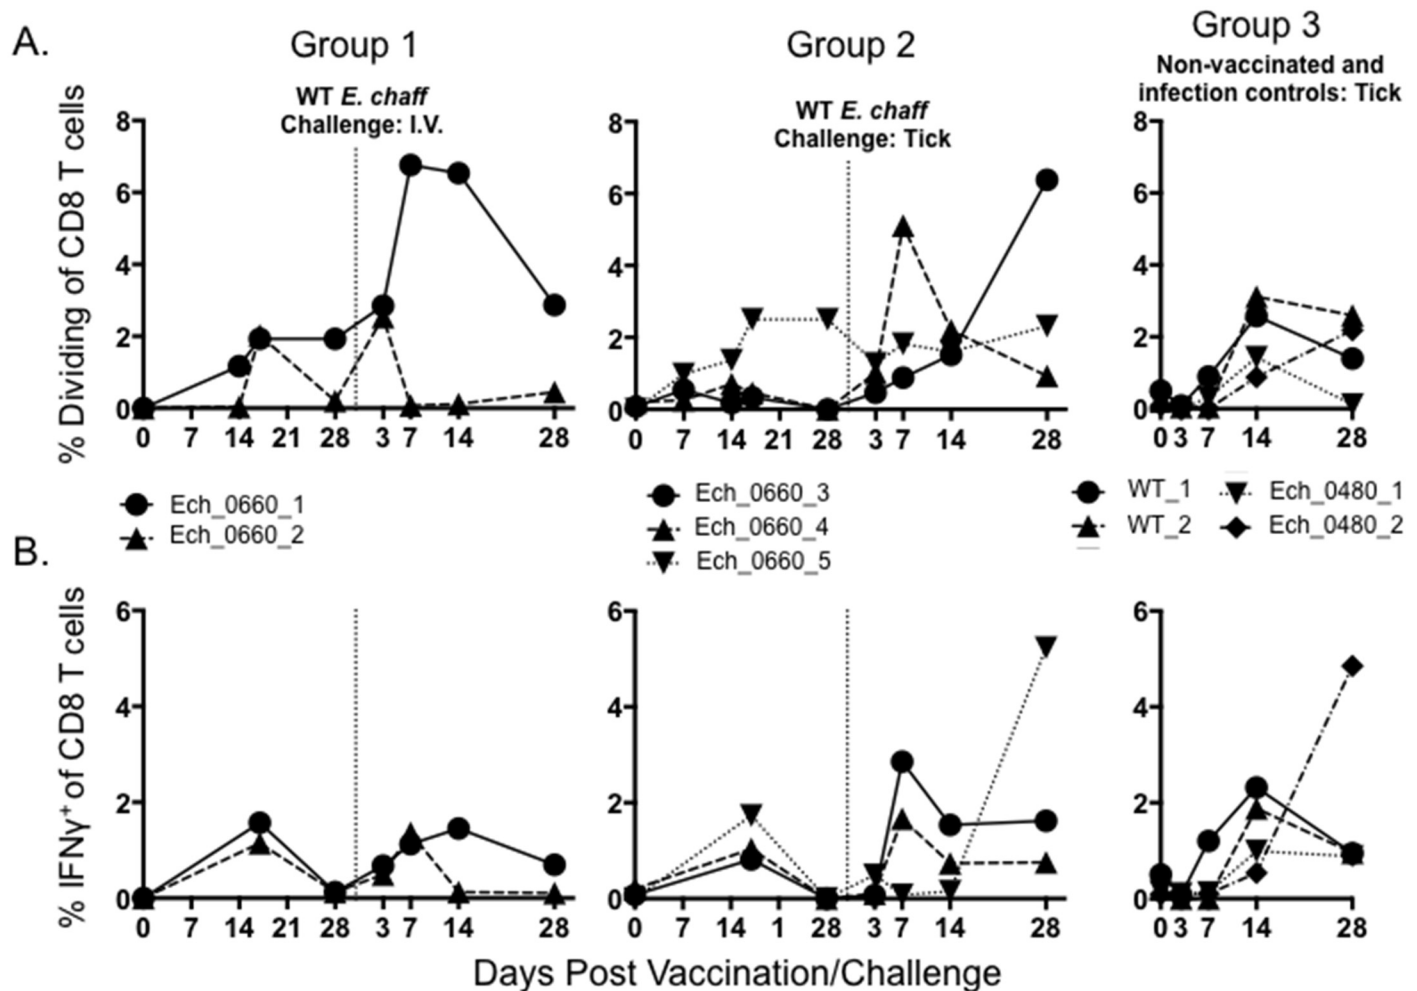 A.
Group 1
Group 2
Group 3
WT E. chaff
Challenge: I.V.
WT E. chaff
Challenge: Tick
Non-vaccinated and
infection controls: Tick
% Dividing of CD8 T cells
8
6
4
2
0
0 7 14 21 28 3 7 14 28
8
6
4
2
0
0 7 14 21 28 3 7 14 28
8
6
4
2
0
0 3 7 14 28
Ech_0660_1
Ech_0660_2
Ech_0660_3
Ech_0660_4
Ech_0660_5
WT_1
WT_2
Ech_0480_1
Ech_0480_2
B.
% IFNγ+ of CD8 T cells
6
4
2
0
0 7 14 21 28 3 7 14 28
6
4
2
0
0 7 14 1 28 3 7 14 28
6
4
2
0
0 3 7 14 28
Days Post Vaccination/Challenge